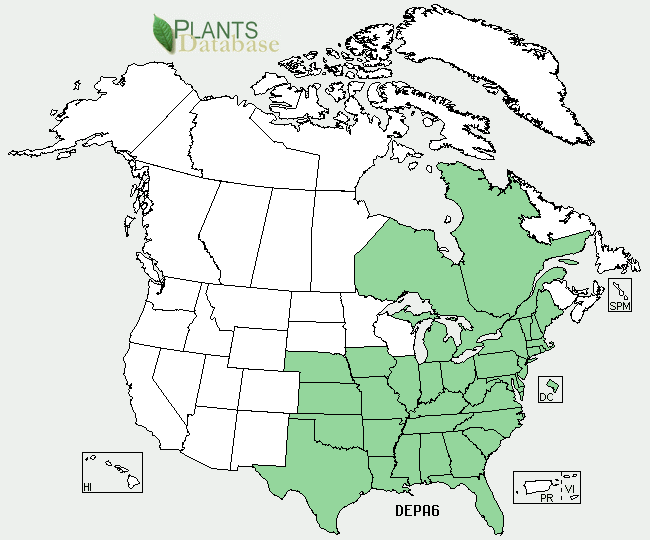 PLANTS
Database
SPM
DC
HI
PR
VI
DEPA6